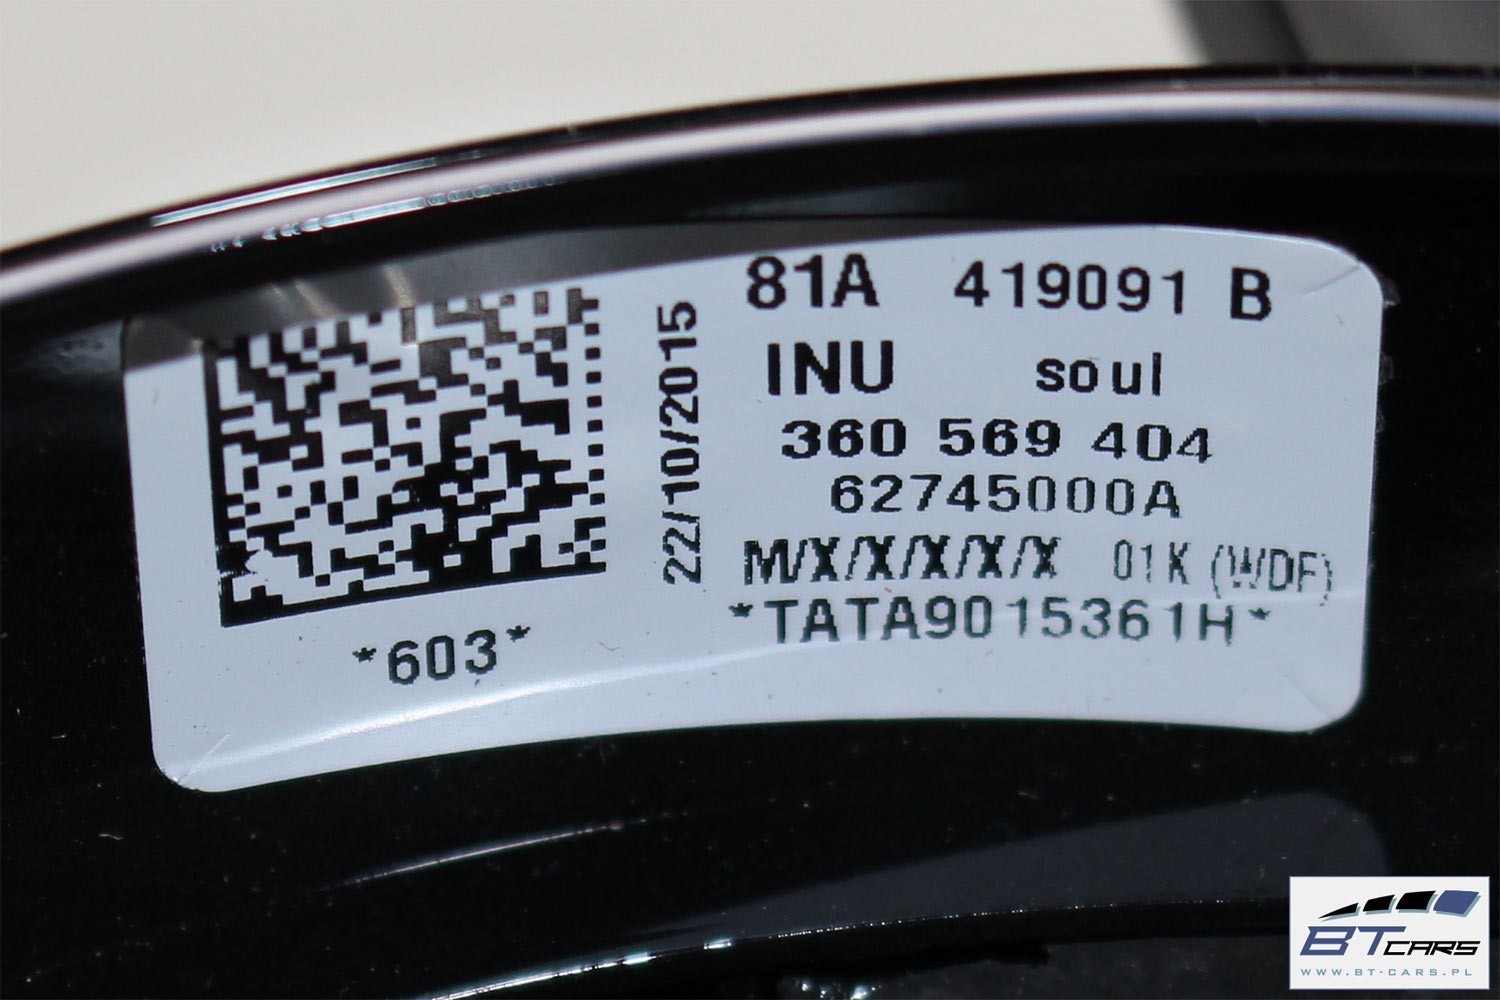 81A 419091 B
INU soul
360 569 404
62745000A
M/X/X/X/X/X 01K (WDF)
*TATA9015361H*
22/10/2015
*603*
BT CARS
WWW.BT-CARS.PL